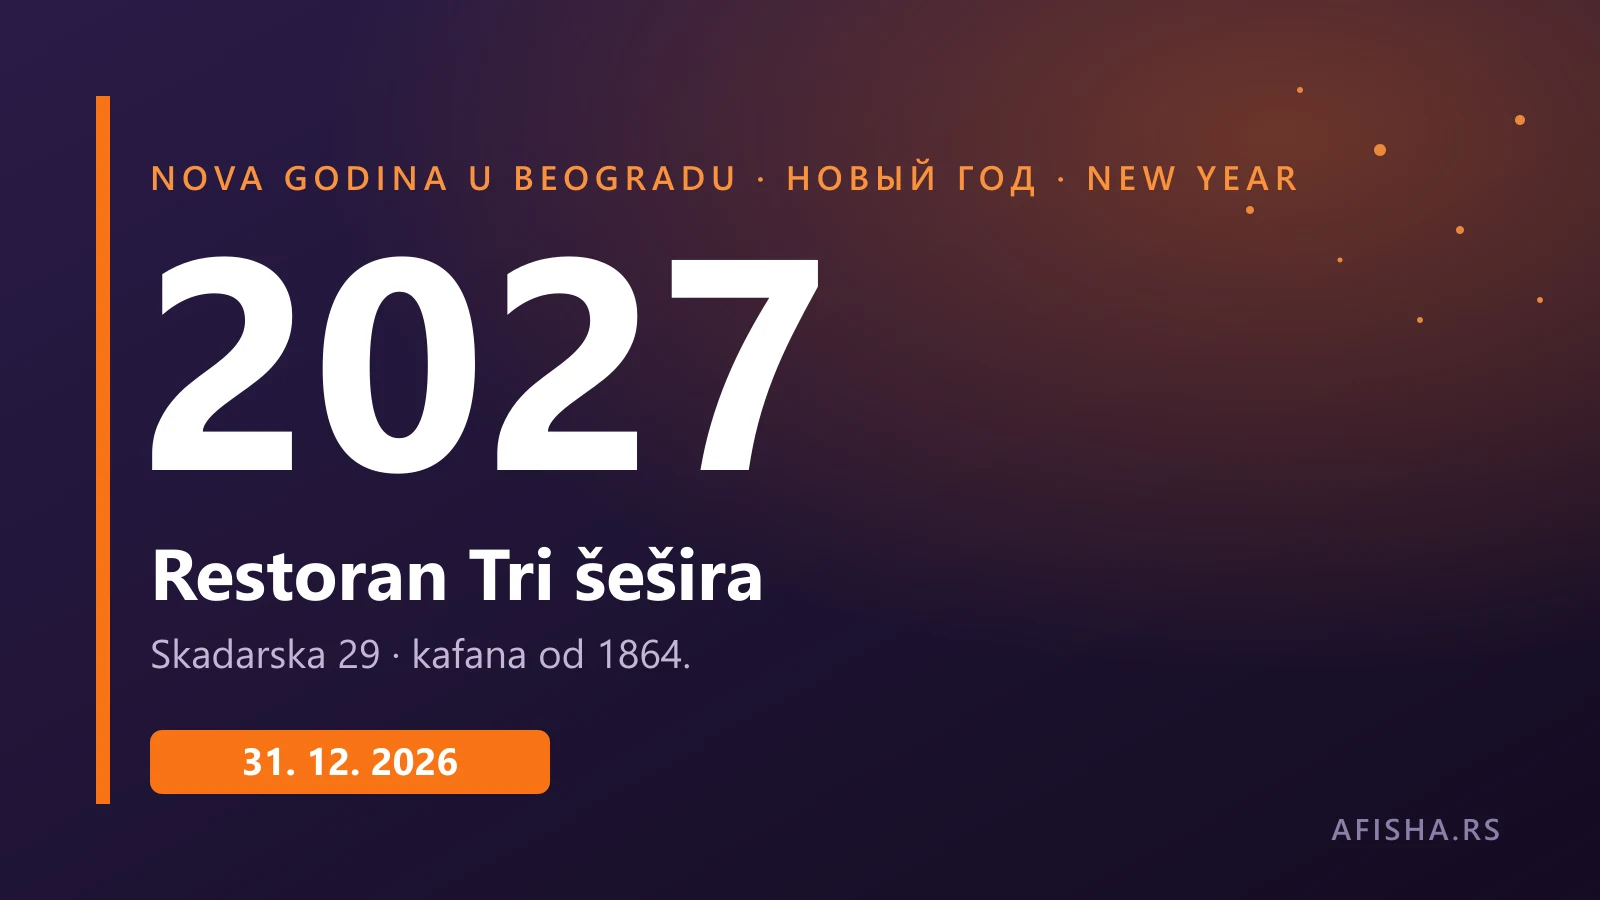 NOVA GODINA U BEOGRADU · НОВЫЙ ГОД · NEW YEAR
2027
Restoran Tri šešira
Skadarska 29 · kafana od 1864.
31. 12. 2026
AFISHA.RS